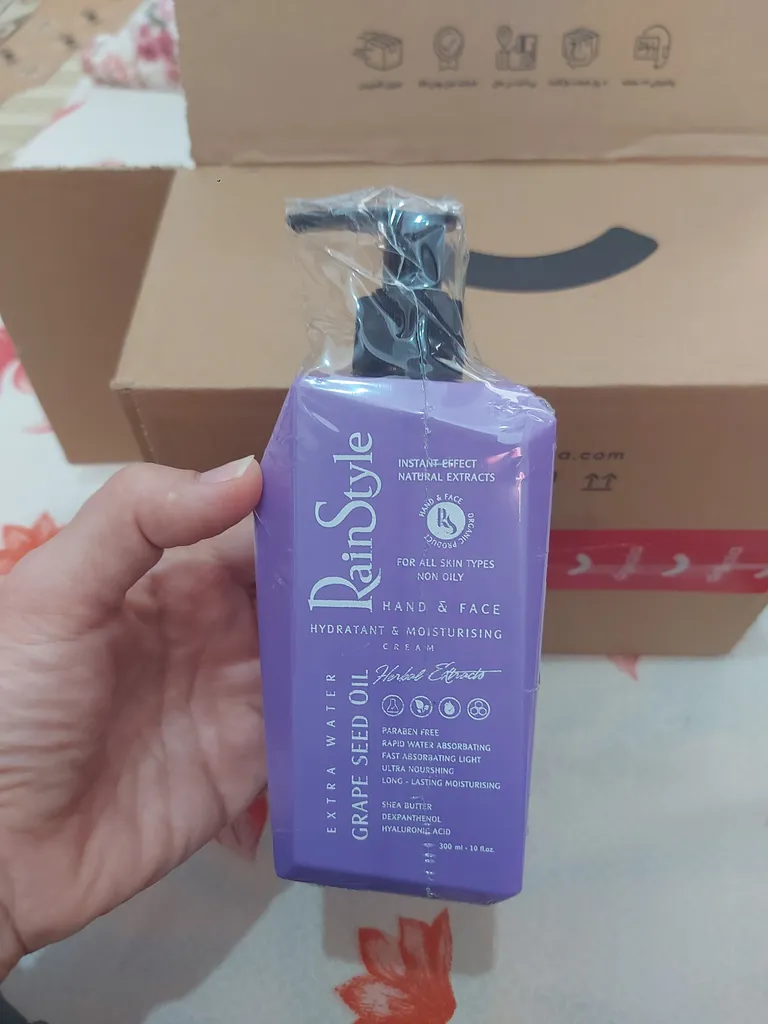 RainStyle
INSTANT EFFECT
NATURAL EXTRACTS
HAND & FACE
ORGANIC PRODUCT
RS
FOR ALL SKIN TYPES
NON OILY
HAND & FACE
HYDRATANT & MOISTURISING
CREAM
Herbal Extracts
EXTRA WATER
GRAPE SEED OIL
PARABEN FREE
RAPID WATER ABSORBATING
FAST ABSORBATING LIGHT
ULTRA NOURSHING
LONG - LASTING MOISTURISING
SHEA BUTTER
DEXPANTHENOL
HYALURONIC ACID
300 ml - 10 fl.oz.
a.com